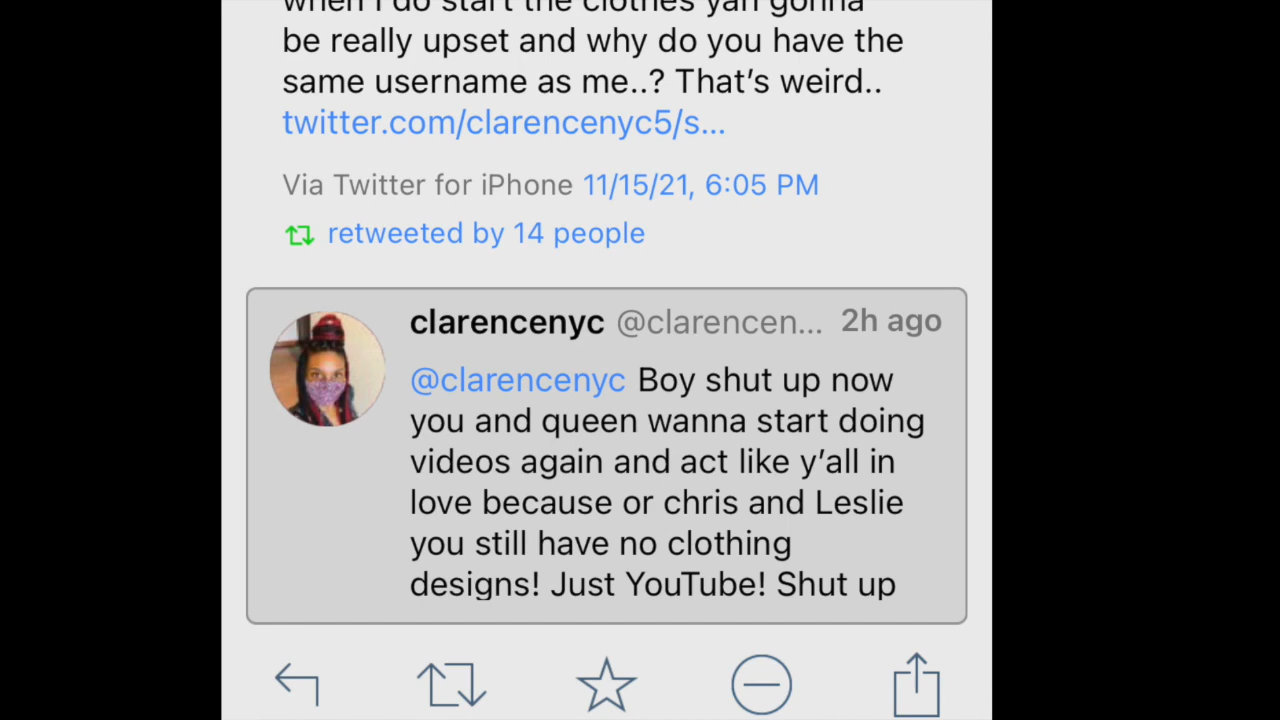 when I do start the clothes yall gonna
be really upset and why do you have the
same username as me..? That’s weird..
twitter.com/clarencenyc5/s...
Via Twitter for iPhone 11/15/21, 6:05 PM
retweeted by 14 people
clarencenyc @clarencen... 2h ago
@clarencenyc Boy shut up now
you and queen wanna start doing
videos again and act like y’all in
love because or chris and Leslie
you still have no clothing
designs! Just YouTube! Shut up